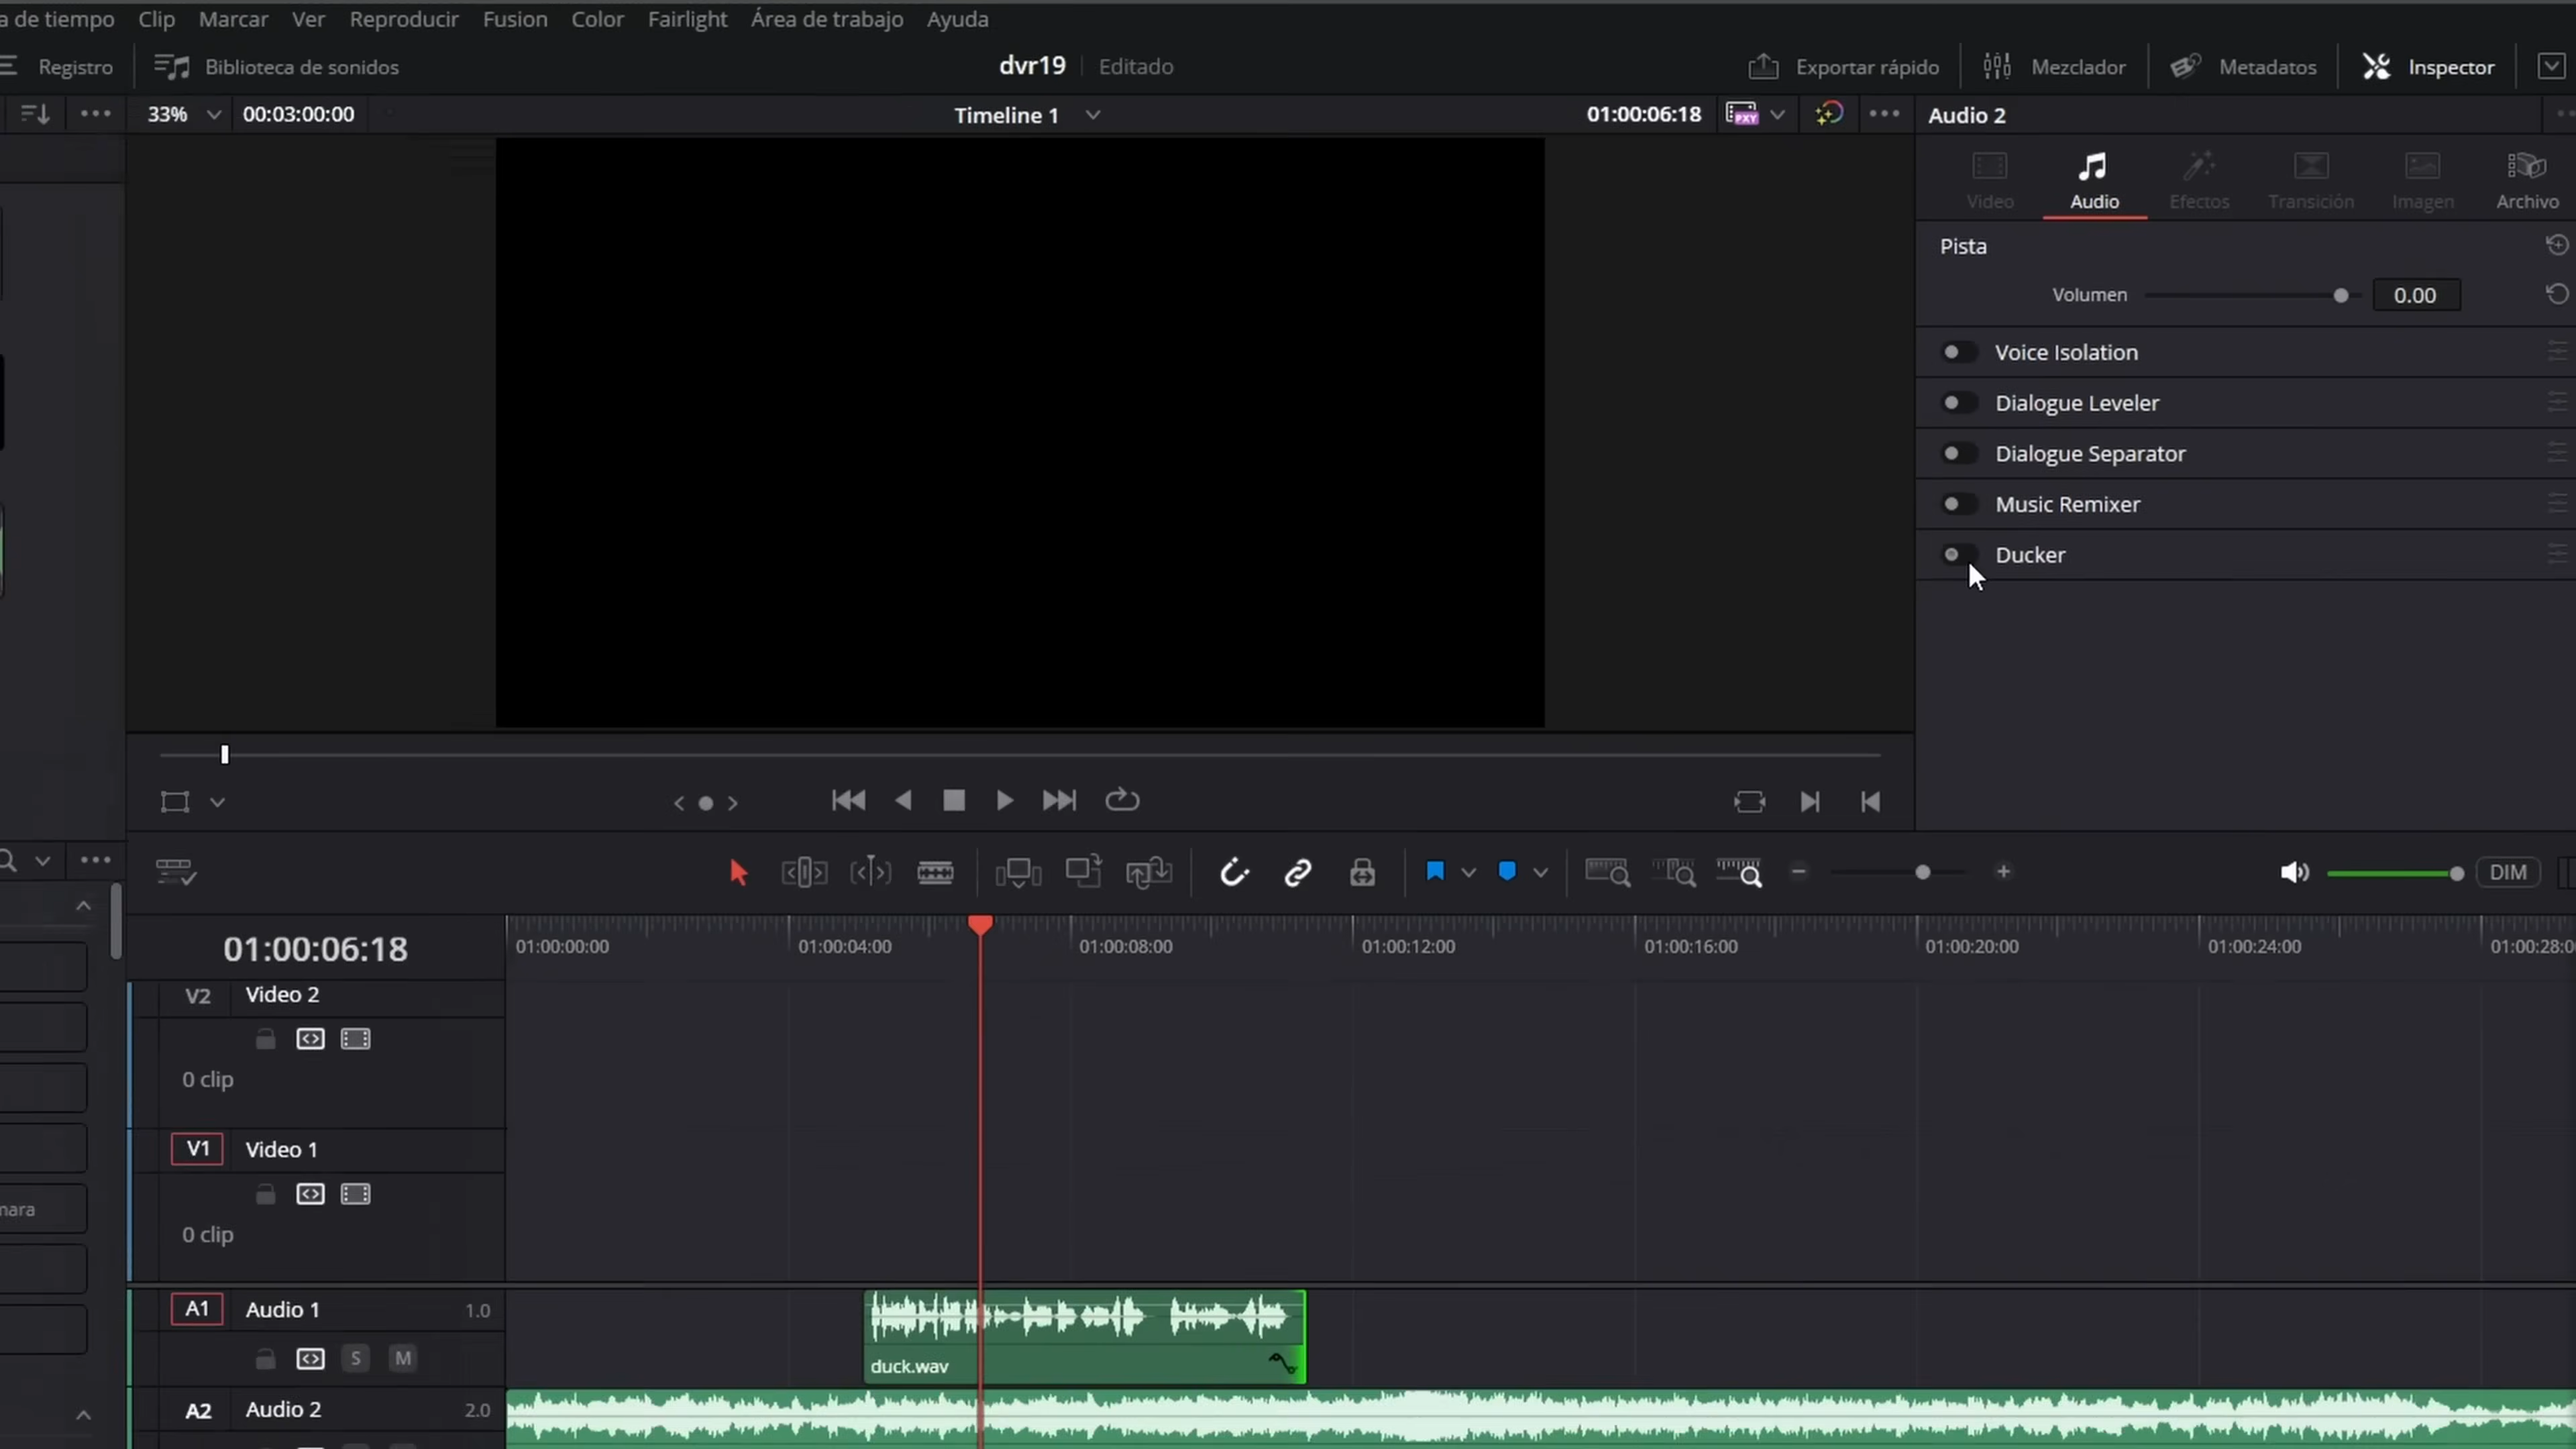 a de tiempo Clip Marcar Ver Reproducir Fusion Color Fairlight Área de trabajo Ayuda
Registro Biblioteca de sonidos dvr19 Editado Exportar rápido Mezclador Metadatos Inspector
33% 00:03:00:00 Timeline 1 01:00:06:18 PXY Audio 2
Video Audio Efectos Transición Imagen Archivo
Pista
Volumen 0.00
Voice Isolation
Dialogue Leveler
Dialogue Separator
Music Remixer
Ducker
DIM
01:00:06:18 01:00:00:00 01:00:04:00 01:00:08:00 01:00:12:00 01:00:16:00 01:00:20:00 01:00:24:00 01:00:28:0
V2 Video 2
0 clip
V1 Video 1
mara
0 clip
A1 Audio 1 1.0
S M
duck.wav
A2 Audio 2 2.0